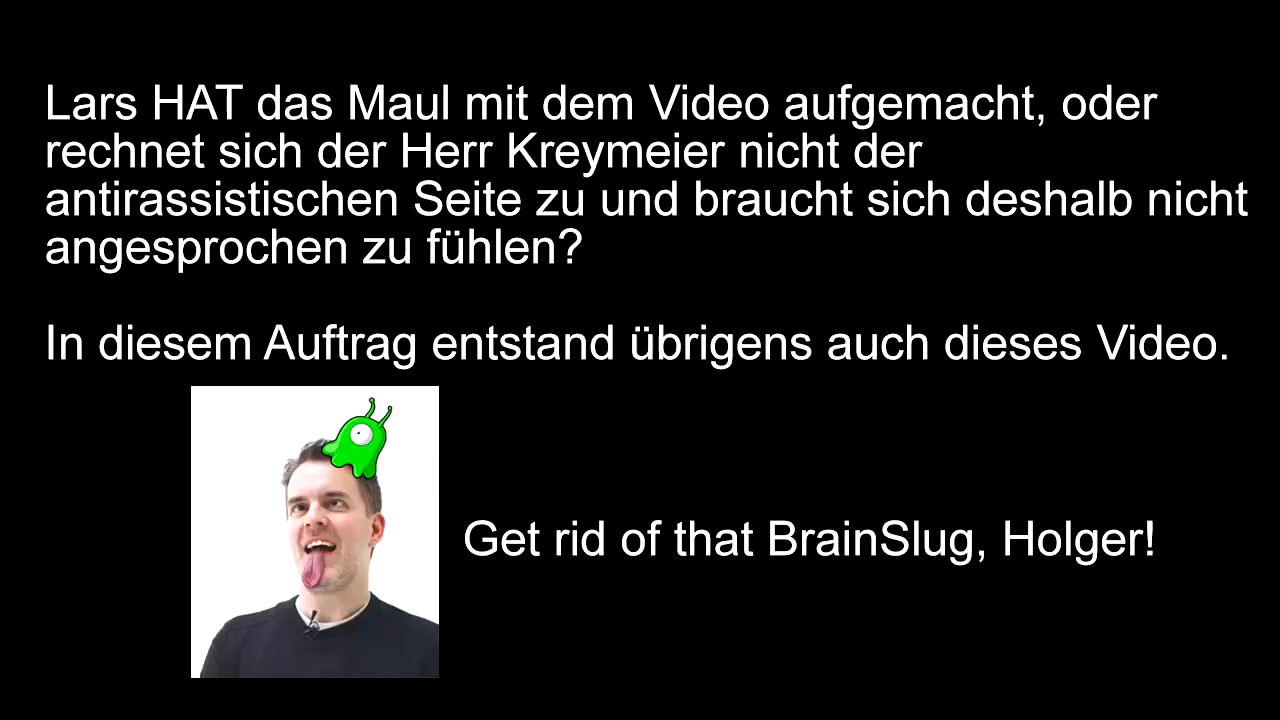 Lars HAT das Maul mit dem Video aufgemacht, oder
rechnet sich der Herr Kreymeier nicht der
antirassistischen Seite zu und braucht sich deshalb nicht
angesprochen zu fühlen?
In diesem Auftrag entstand übrigens auch dieses Video.
Get rid of that BrainSlug, Holger!